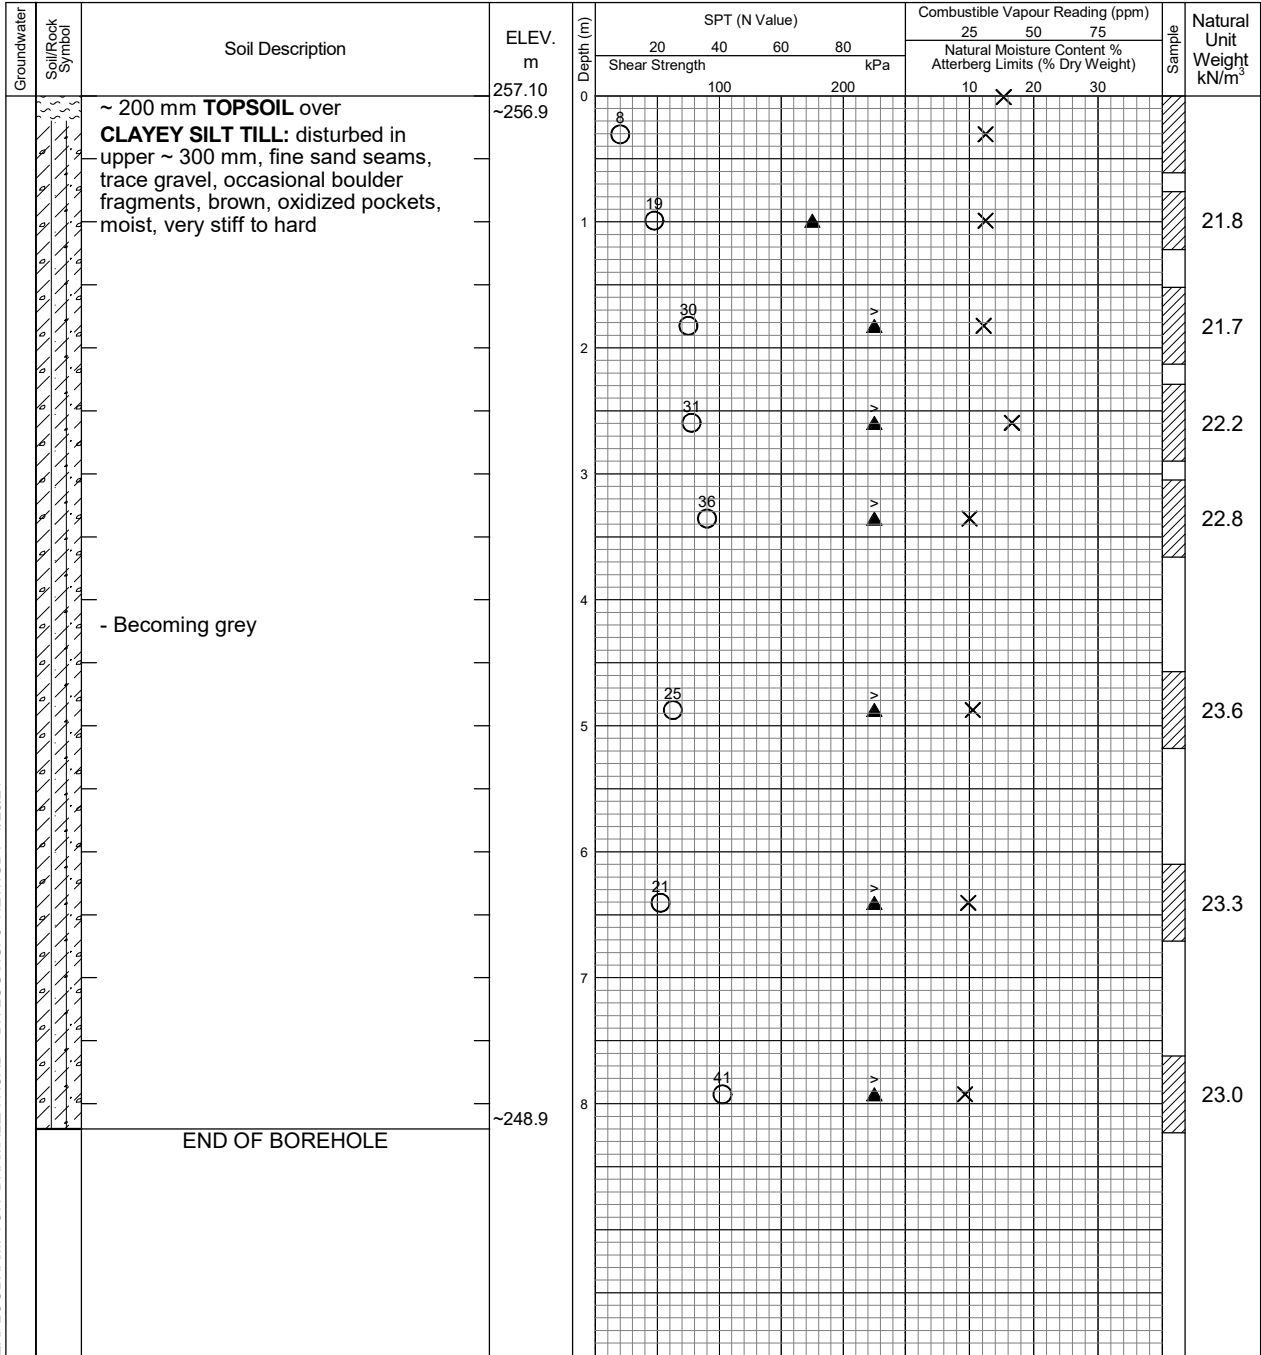 Groundwater
Soil/Rock
Symbol
Soil Description
ELEV.
m
Depth (m)
SPT (N Value)
20 40 60 80
Shear Strength kPa
100 200
Combustible Vapour Reading (ppm)
25 50 75
Natural Moisture Content %
Atterberg Limits (% Dry Weight)
10 20 30
Sample
Natural
Unit
Weight
kN/m³
257.10
0
~ 200 mm TOPSOIL over
~256.9
CLAYEY SILT TILL: disturbed in
upper ~ 300 mm, fine sand seams,
trace gravel, occasional boulder
fragments, brown, oxidized pockets,
moist, very stiff to hard
8
19
1
21.8
30
>
21.7
2
31
>
22.2
3
36
>
22.8
4
- Becoming grey
25
>
23.6
5
6
21
>
23.3
7
41
>
23.0
8
~248.9
END OF BOREHOLE